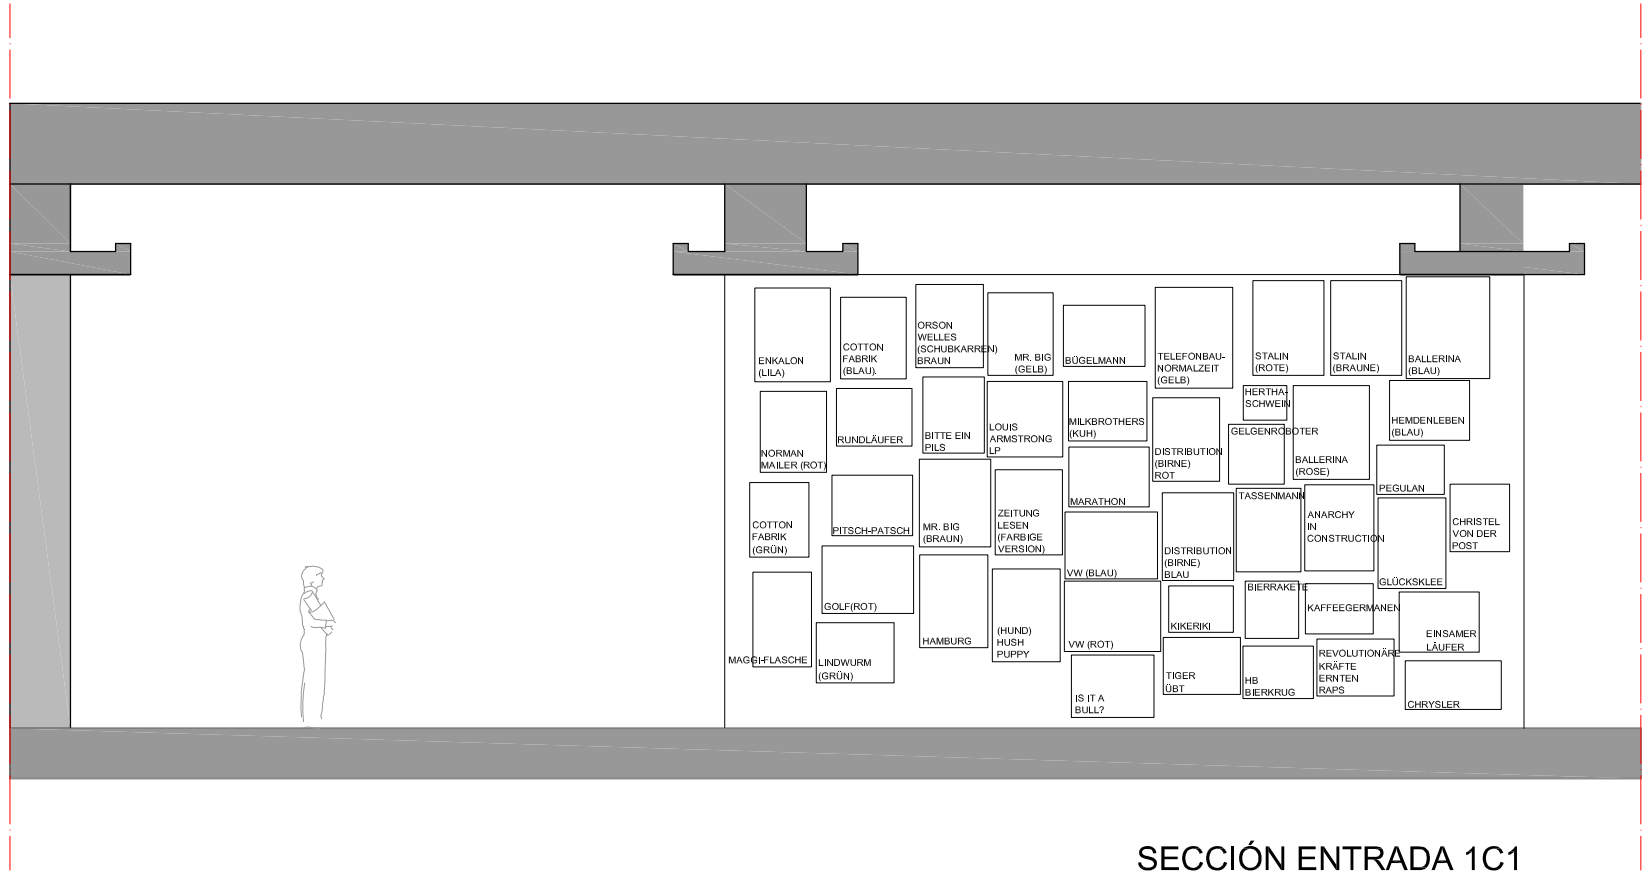 ENKALON
(LILA)
COTTON
FABRIK
(BLAU).
ORSON
WELLES
(SCHUBKARREN)
BRAUN
MR. BIG
(GELB)
BÜGELMANN
TELEFONBAU-
NORMALZEIT
(GELB)
STALIN
(ROTE)
STALIN
(BRAUNE)
BALLERINA
(BLAU)
NORMAN
MAILER (ROT)
RUNDLÄUFER
BITTE EIN
PILS
LOUIS
ARMSTRONG
LP
MILKBROTHERS
(KUH)
DISTRIBUTION
(BIRNE)
ROT
HERTHA-
SCHWEIN
GELGENROBOTER
BALLERINA
(ROSE)
HEMDENLEBEN
(BLAU)
COTTON
FABRIK
(GRÜN)
PITSCH-PATSCH
MR. BIG
(BRAUN)
ZEITUNG
LESEN
(FARBIGE
VERSION)
MARATHON
TASSENMANN
ANARCHY
IN
CONSTRUCTION
PEGULAN
CHRISTEL
VON DER
POST
GOLF(ROT)
VW (BLAU)
DISTRIBUTION
(BIRNE)
BLAU
GLÜCKSKLEE
MAGGI-FLASCHE
LINDWURM
(GRÜN)
HAMBURG
(HUND)
HUSH
PUPPY
VW (ROT)
KIKERIKI
BIERRAKETE
KAFFEEGERMANEN
EINSAMER
LÄUFER
IS IT A
BULL?
TIGER
ÜBT
HB
BIERKRUG
REVOLUTIONÄRE
KRÄFTE
ERNTEN
RAPS
CHRYSLER
SECCIÓN ENTRADA 1C1